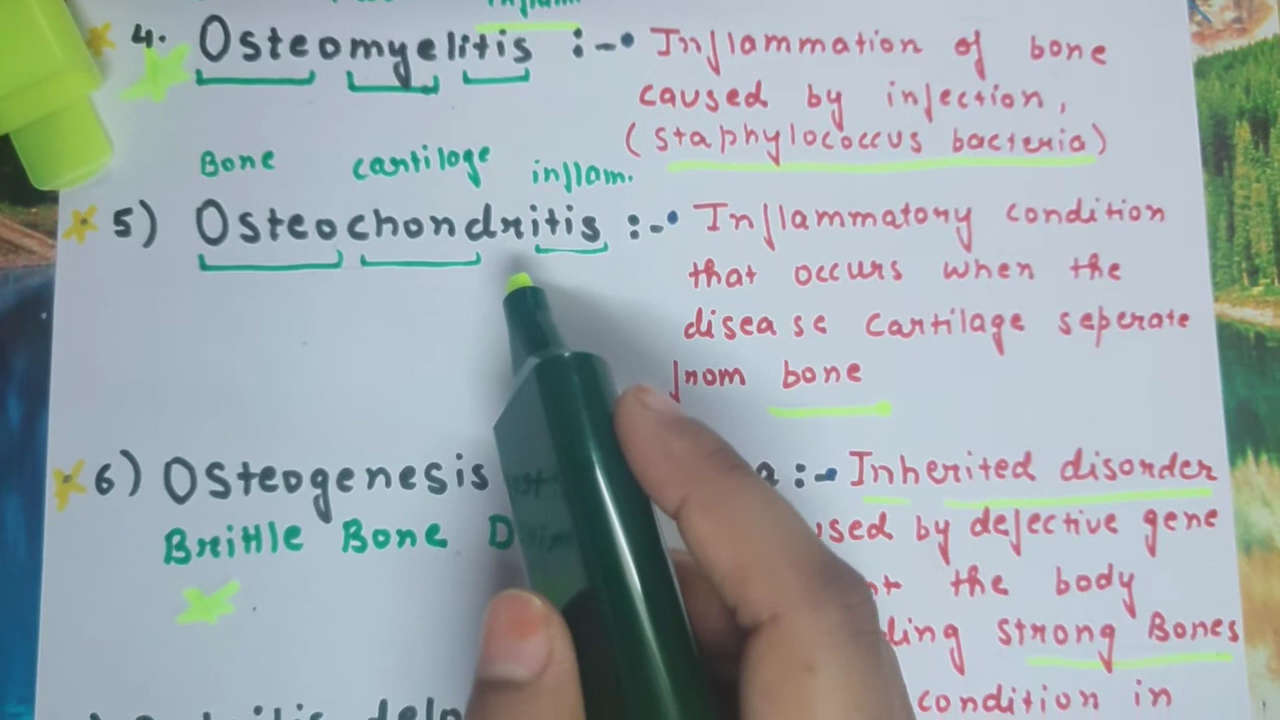 4. Osteomyelitis :-• Inflammation of bone
caused by infection,
(staphylococcus bacteria)
Bone cartilage inflam.
5) Osteochondritis :-• Inflammatory condition
that occurs when the
disease cartilage seperate
from bone
6) Osteogenesis :- Inherited disorder
Brittle Bone D
by defective gene
the body
strong Bones
condition in